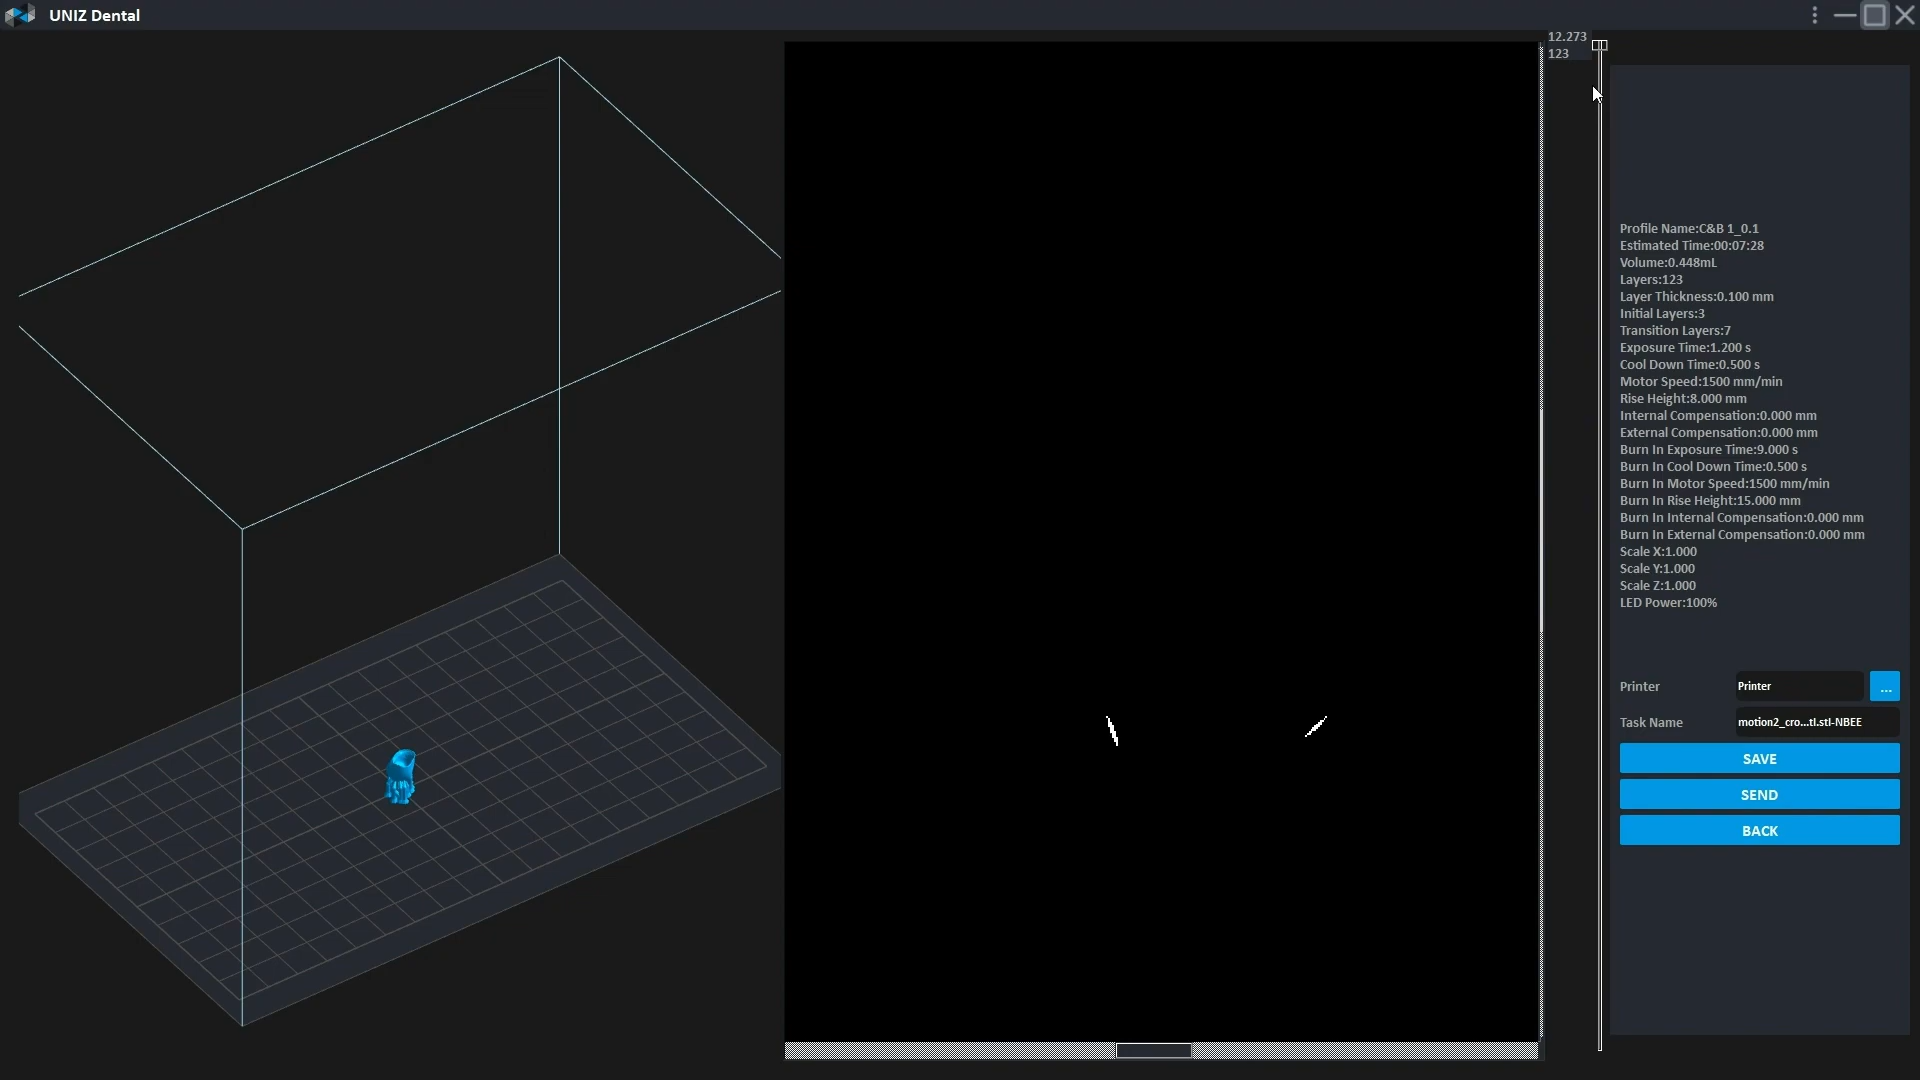 UNIZ Dental
12.273
123
Profile Name:C&B 1_0.1
Estimated Time:00:07:28
Volume:0.448mL
Layers:123
Layer Thickness:0.100 mm
Initial Layers:3
Transition Layers:7
Exposure Time:1.200 s
Cool Down Time:0.500 s
Motor Speed:1500 mm/min
Rise Height:8.000 mm
Internal Compensation:0.000 mm
External Compensation:0.000 mm
Burn In Exposure Time:9.000 s
Burn In Cool Down Time:0.500 s
Burn In Motor Speed:1500 mm/min
Burn In Rise Height:15.000 mm
Burn In Internal Compensation:0.000 mm
Burn In External Compensation:0.000 mm
Scale X:1.000
Scale Y:1.000
Scale Z:1.000
LED Power:100%
Printer Printer ...
Task Name motion2_cro...tl.stl-NBEE
SAVE
SEND
BACK